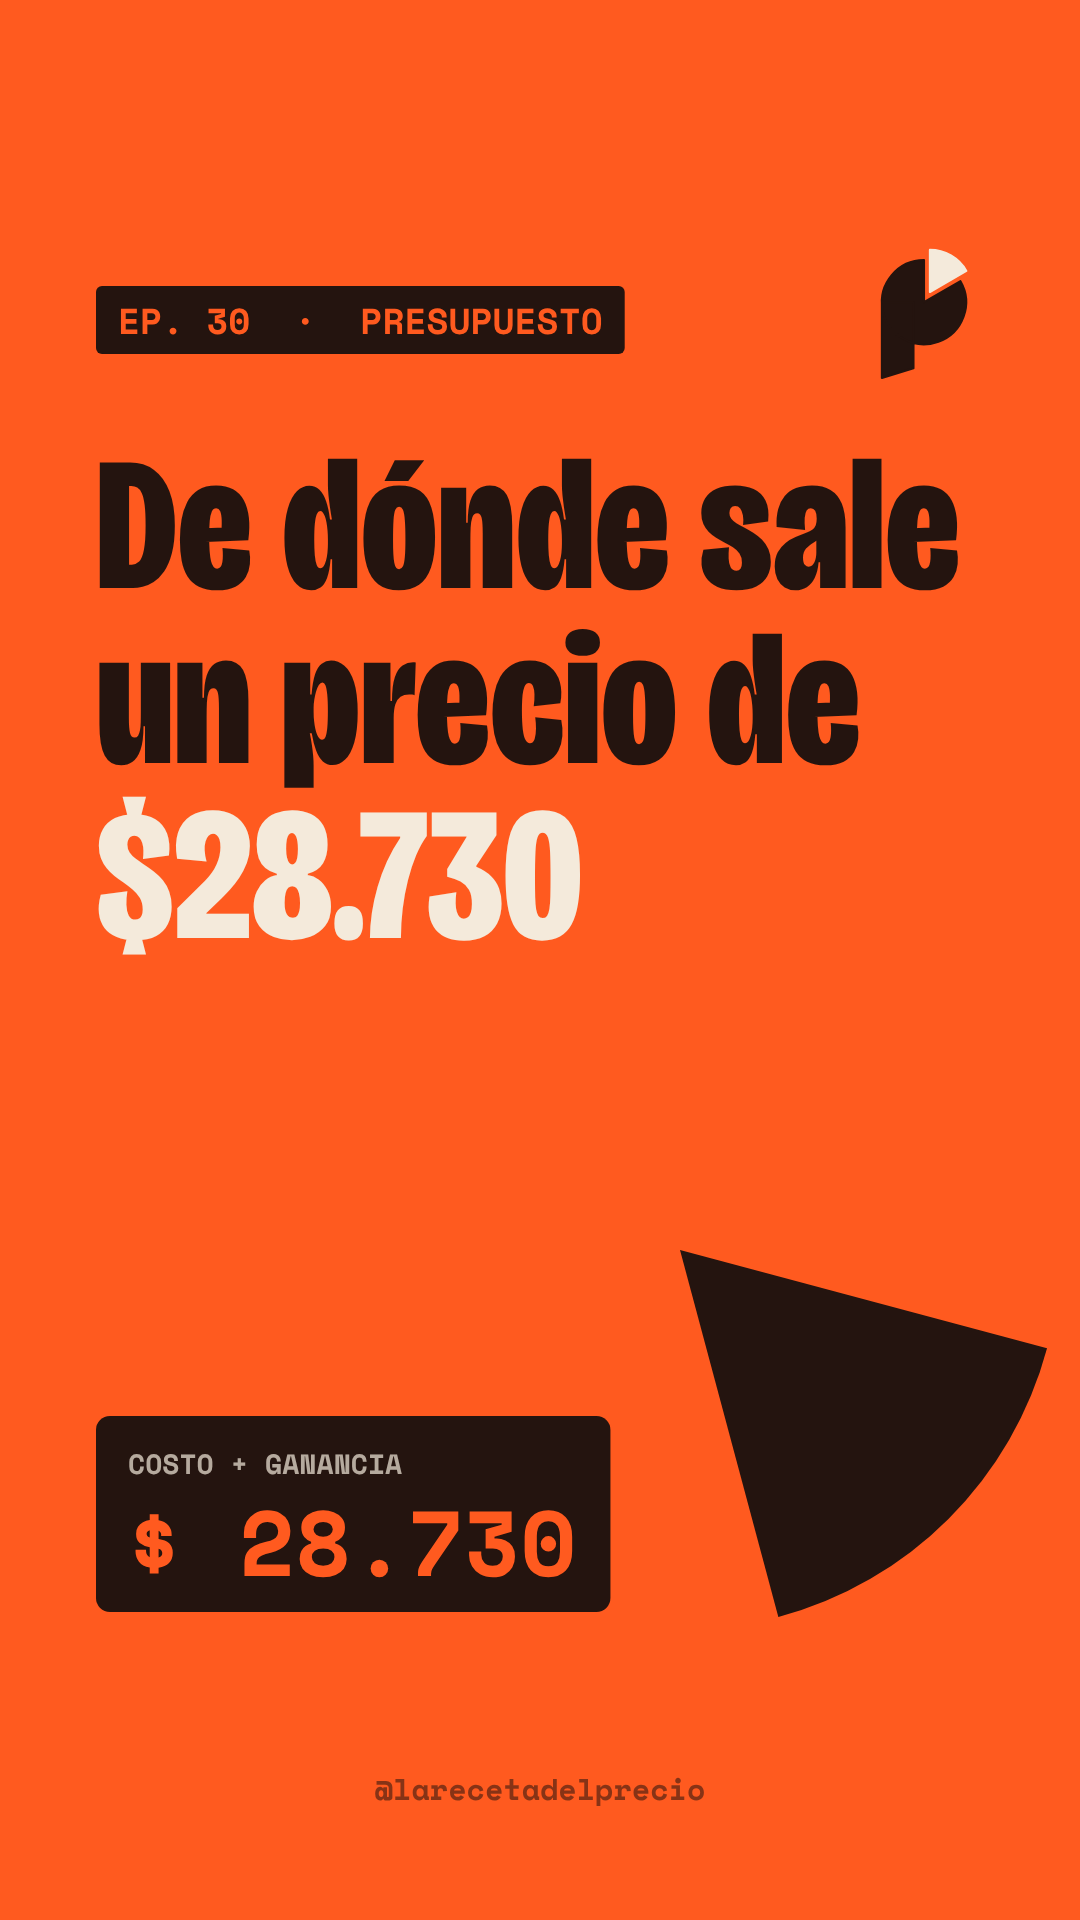 EP. 30 · PRESUPUESTO
De dónde sale
un precio de
$28.730
COSTO + GANANCIA
$ 28.730
@larecetadelprecio